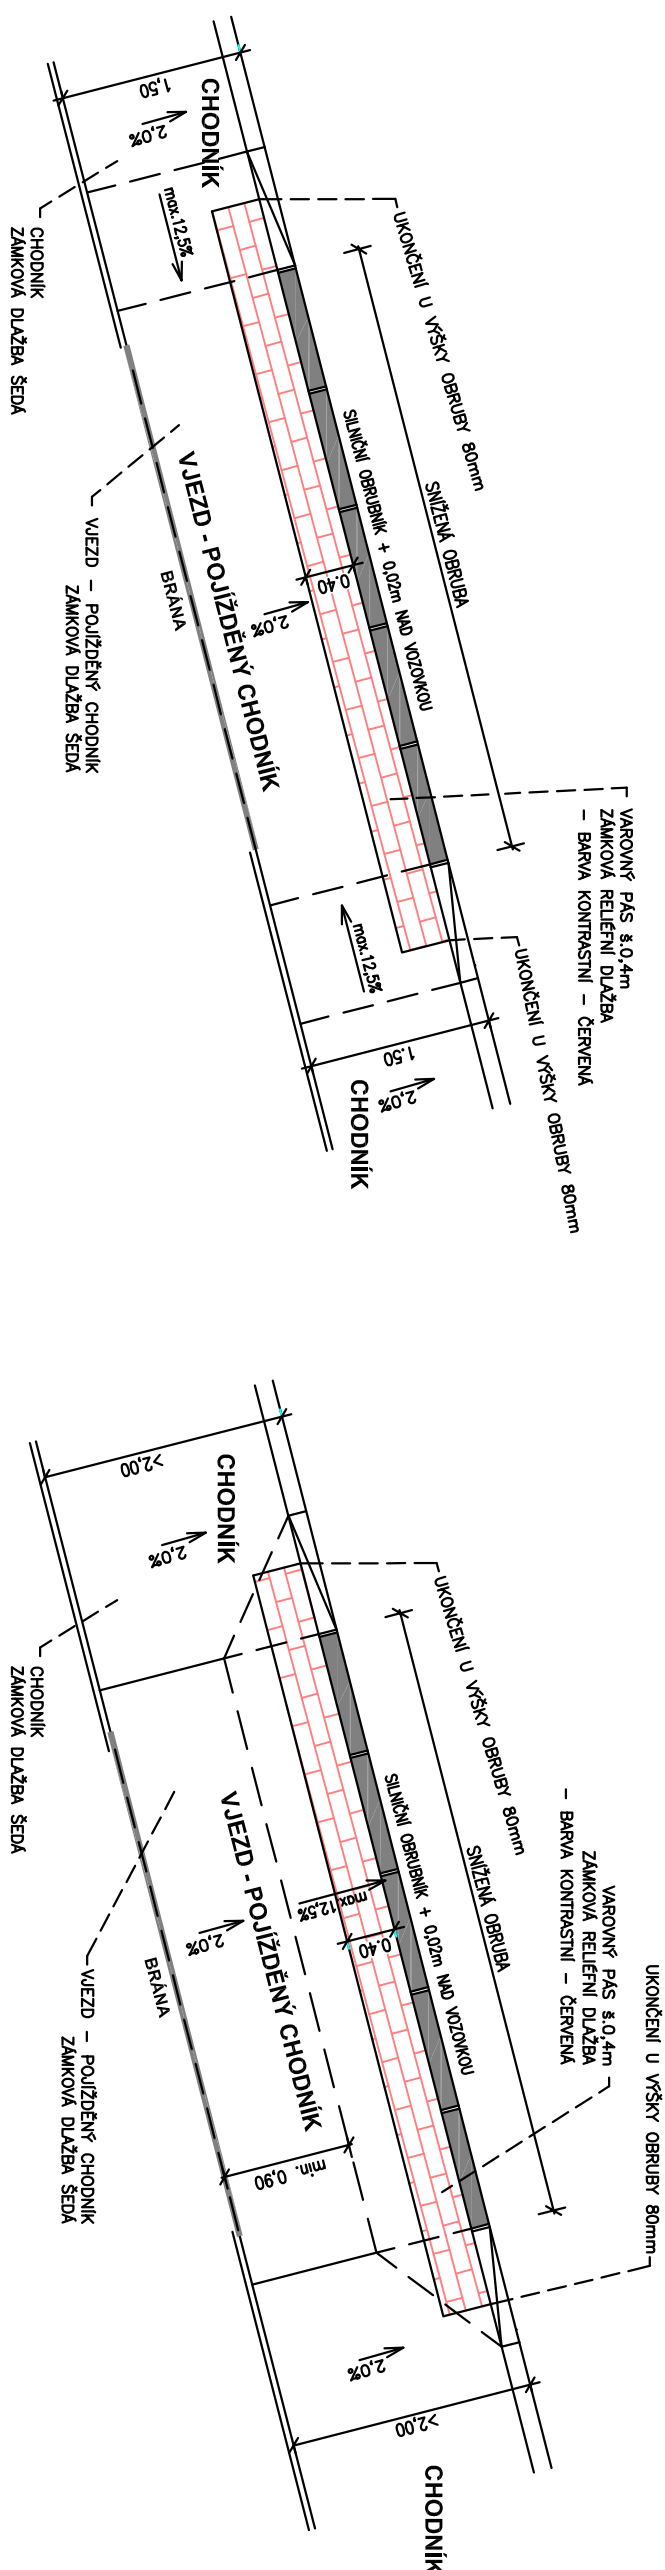 CHODNÍK
1,50
2,0%
max.12,5%
CHODNÍK
ZÁMKOVÁ DLAŽBA ŠEDÁ
UKONČENÍ U VÝŠKY OBRUBY 80mm
SNÍŽENÁ OBRUBA
SILNIČNÍ OBRUBNÍK + 0,02m NAD VOZOVKOU
0.40
2,0%
VJEZD - POJÍŽDĚNÝ CHODNÍK
BRÁNA
VJEZD – POJÍŽDĚNÝ CHODNÍK
ZÁMKOVÁ DLAŽBA ŠEDÁ
VAROVNÝ PÁS š.0,4m
ZÁMKOVÁ RELIÉFNÍ DLAŽBA
– BARVA KONTRASTNÍ – ČERVENÁ
UKONČENÍ U VÝŠKY OBRUBY 80mm
max.12,5%
1.50
2,0%
CHODNÍK
>2,00
CHODNÍK
2,0%
CHODNÍK
ZÁMKOVÁ DLAŽBA ŠEDÁ
UKONČENÍ U VÝŠKY OBRUBY 80mm
SNÍŽENÁ OBRUBA
SILNIČNÍ OBRUBNÍK + 0,02m NAD VOZOVKOU
max.12,5%
0.40
2,0%
VJEZD - POJÍŽDĚNÝ CHODNÍK
BRÁNA
VJEZD – POJÍŽDĚNÝ CHODNÍK
ZÁMKOVÁ DLAŽBA ŠEDÁ
VAROVNÝ PÁS š.0,4m
ZÁMKOVÁ RELIÉFNÍ DLAŽBA
– BARVA KONTRASTNÍ – ČERVENÁ
UKONČENÍ U VÝŠKY OBRUBY 80mm
min. 0,90
2,0%
>2,00
CHODNÍK